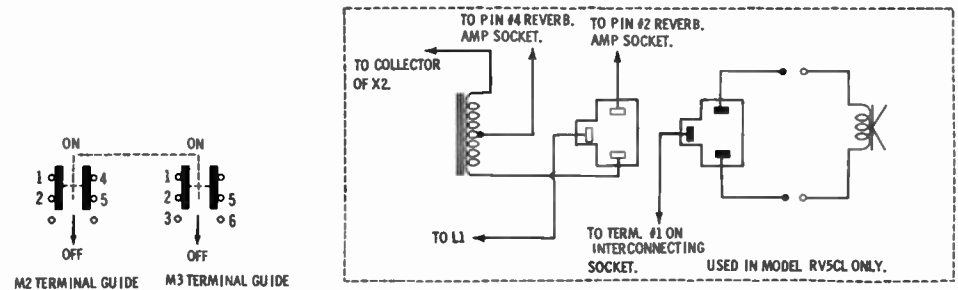 TO PIN #4 REVERB.
AMP SOCKET.
TO PIN #2 REVERB.
AMP SOCKET.
TO COLLECTOR
OF X2.
ON
ON
1
4
2
5
1
2
5
3
6
OFF
OFF
M2 TERMINAL GUIDE
M3 TERMINAL GUIDE
TO L1
TO TERM. #1 ON
INTERCONNECTING
SOCKET.
USED IN MODEL RV5CL ONLY.